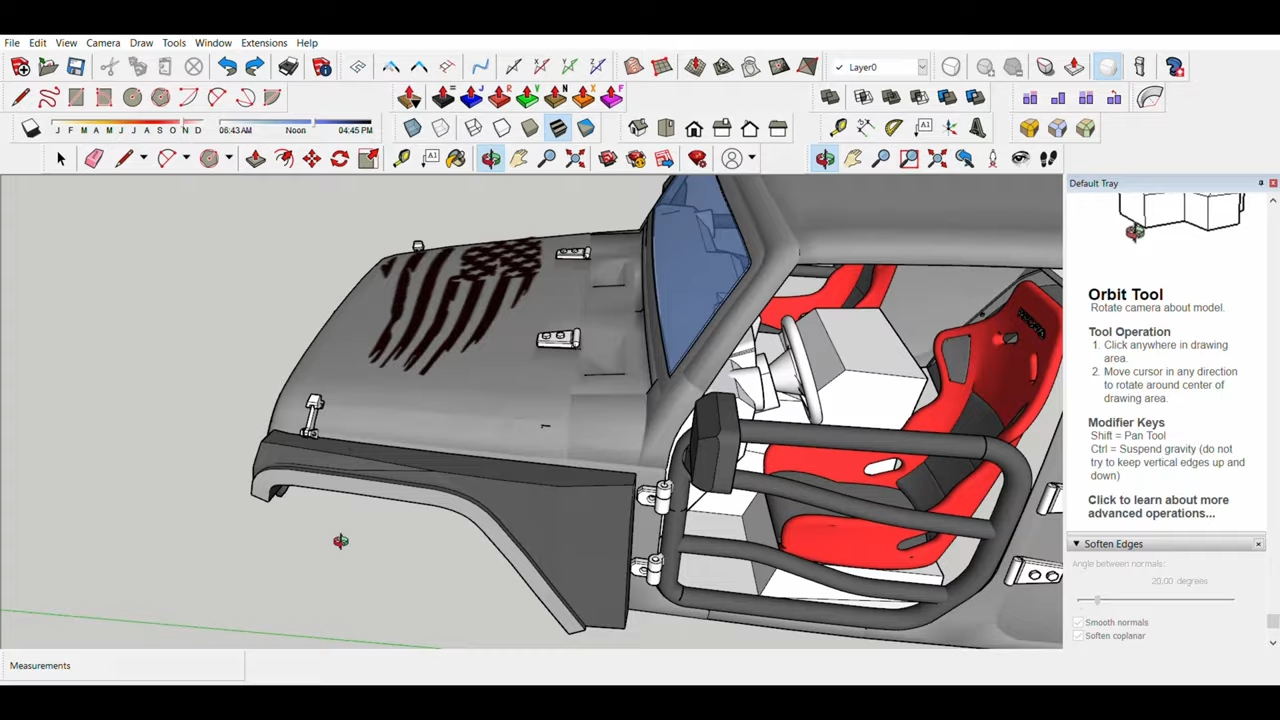 File Edit View Camera Draw Tools Window Extensions Help
Layer0
J F M A M J J A S O N D 06:43 AM Noon 04:45 PM
A1
A1
Default Tray
Orbit Tool
Rotate camera about model.
Tool Operation
1. Click anywhere in drawing
area.
2. Move cursor in any direction
to rotate around center of
drawing area.
Modifier Keys
Shift = Pan Tool
Ctrl = Suspend gravity (do not
try to keep vertical edges up and
down)
Click to learn about more
advanced operations...
Soften Edges
Angle between normals:
20.00 degrees
Smooth normals
Soften coplanar
Measurements